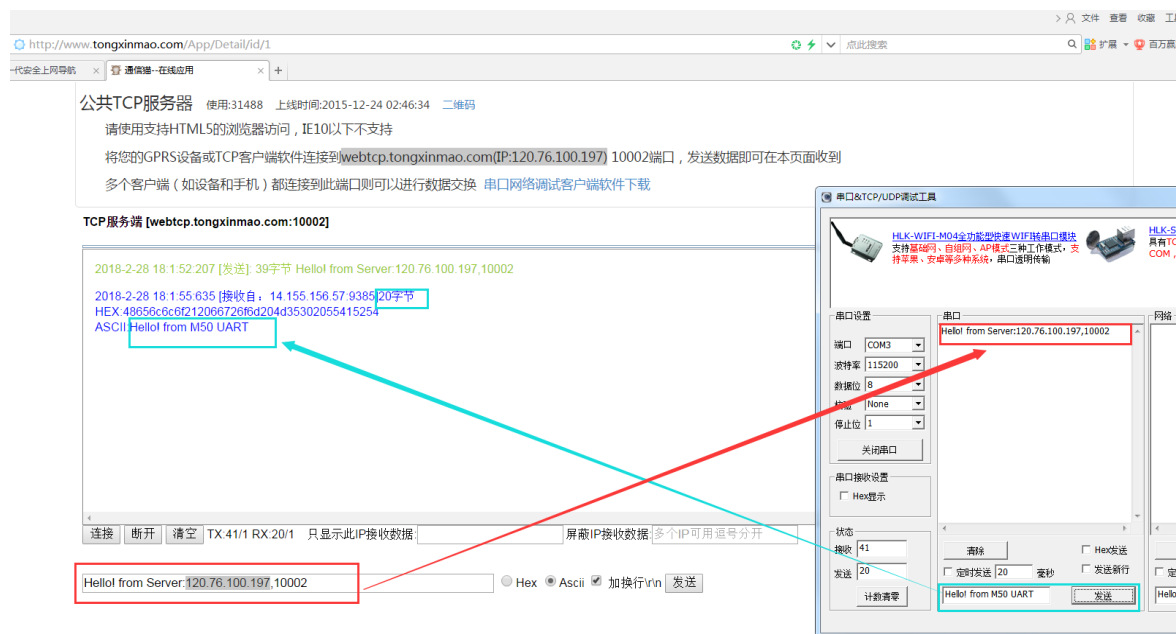 文件 查看 收藏
http://www.tongxinmao.com/App/Detail/id/1
点此搜索
扩展
一代安全上网导航 × 通信猫--在线应用 × +
公共TCP服务器 使用:31488 上线时间:2015-12-24 02:46:34 二维码
请使用支持HTML5的浏览器访问，IE10以下不支持
将您的GPRS设备或TCP客户端软件连接到webtcp.tongxinmao.com(IP:120.76.100.197) 10002端口，发送数据即可在本页面收到
多个客户端（如设备和手机）都连接到此端口则可以进行数据交换 串口网络调试客户端软件下载
TCP服务端 [webtcp.tongxinmao.com:10002]
2018-2-28 18:1:52:207 [发送]: 39字节 Hello! from Server:120.76.100.197,10002
2018-2-28 18:1:55:635 [接收自：14.155.156.57:9385]20字节
HEX:48656c6c6f212066726f6d204d35302055415254
ASCII:Hello! from M50 UART
连接 断开 清空 TX:41/1 RX:20/1 只显示此IP接收数据: 屏蔽IP接收数据: 多个IP可用逗号分开
Hello! from Server:120.76.100.197,10002
Hex Ascii 加换行\r\n 发送
串口&TCP/UDP调试工具
HLK-WIFI-M04全功能型快速WIFI转串口模块
支持基础网、自组网、AP模式三种工作模式，支
持苹果、安卓等多种系统，串口透明传输
HLK-S
具有TC
COM，
串口设置
端口 COM3
波特率 115200
数据位 8
None
停止位 1
关闭串口
串口接收设置
Hex显示
状态
接收 41
发送 20
计数清零
串口
Hello! from Server:120.76.100.197,10002
清除 Hex发送
定时发送 20 毫秒 发送新行
Hello! from M50 UART 发送
网络
定
Hello